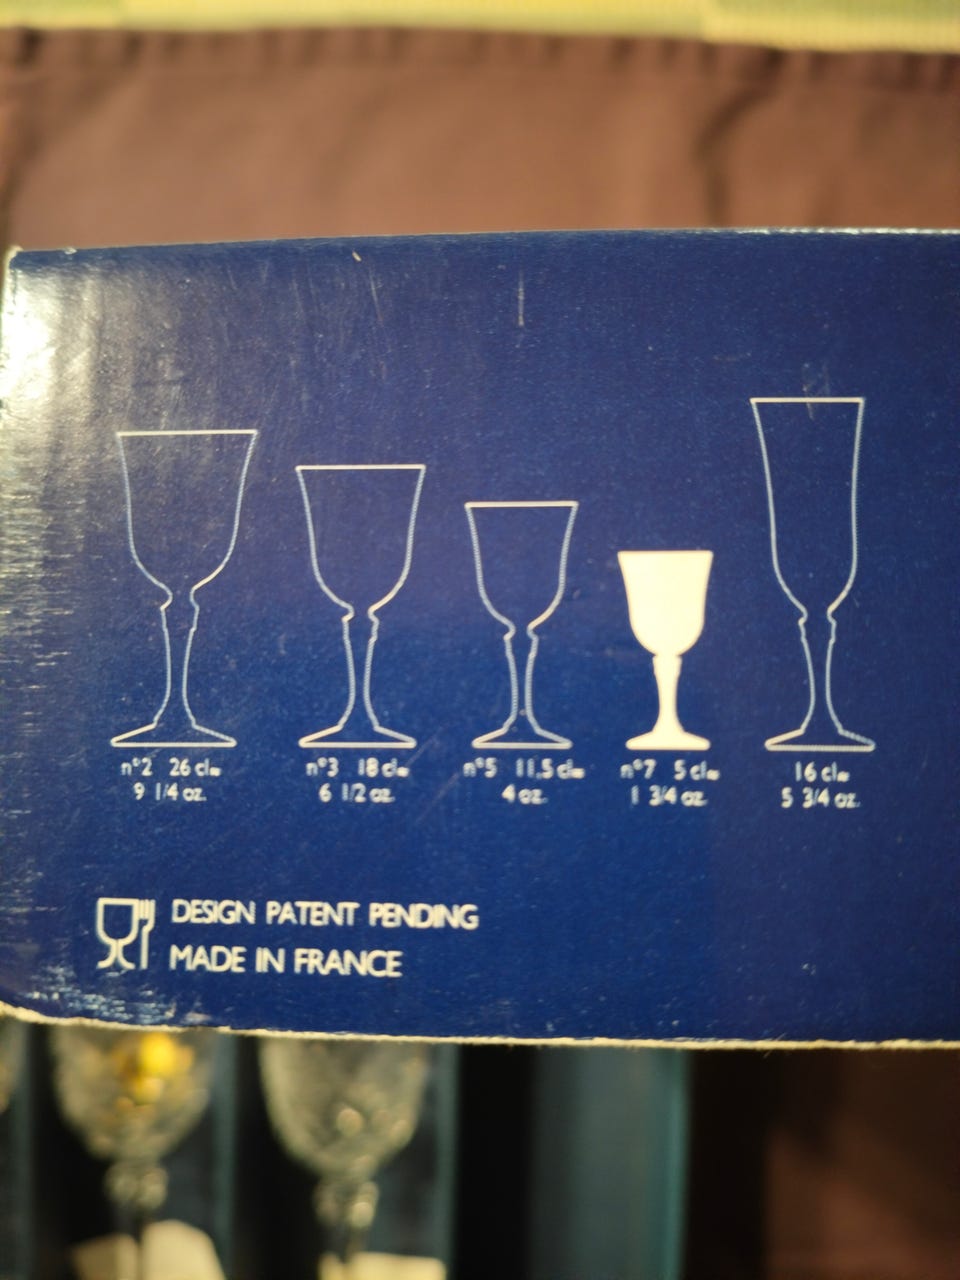 n°2 26 cl℮
9 1/4 oz.
n°3 18 cl℮
6 1/2 oz.
n°5 11,5 cl℮
4 oz.
n°7 5 cl℮
1 3/4 oz.
16 cl℮
5 3/4 oz.
DESIGN PATENT PENDING
MADE IN FRANCE